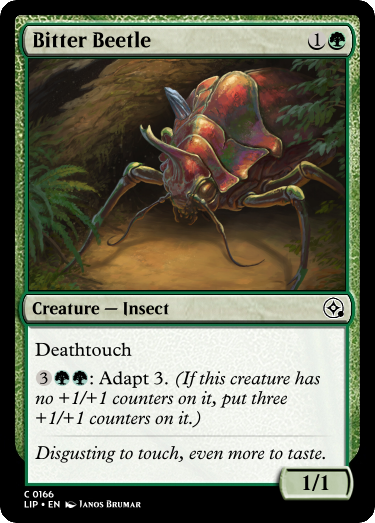 Bitter Beetle 1
Creature — Insect
Deathtouch
3: Adapt 3. (If this creature has
no +1/+1 counters on it, put three
+1/+1 counters on it.)
Disgusting to touch, even more to taste.
1/1
C 0166
LIP • EN Janos Brumar